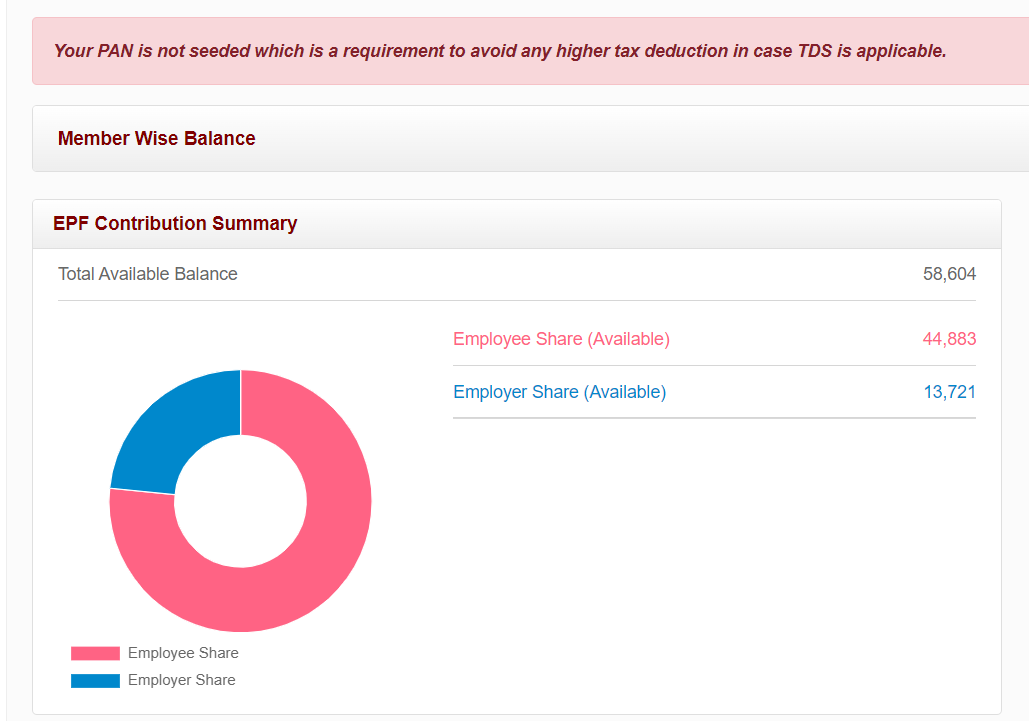 Your PAN is not seeded which is a requirement to avoid any higher tax deduction in case TDS is applicable.
Member Wise Balance
EPF Contribution Summary
Total Available Balance 58,604
Employee Share (Available) 44,883
Employer Share (Available) 13,721
Employee Share
Employer Share